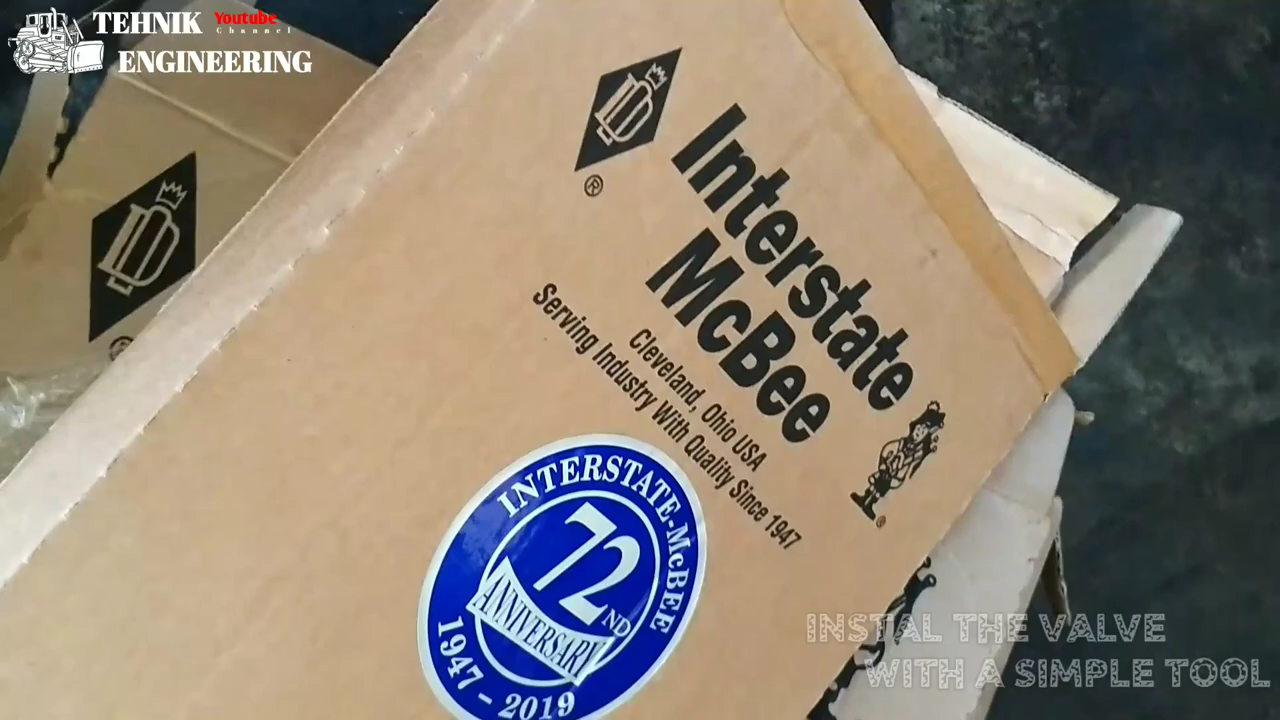 TEHNIK
Youtube
Channel
ENGINEERING
Interstate
McBee
Cleveland, Ohio USA
Serving Industry With Quality Since 1947
®
®
INTERSTATE-McBEE
72ND
ANNIVERSARY
1947 - 2019
INSTAL THE VALVE
WITH A SIMPLE TOOL